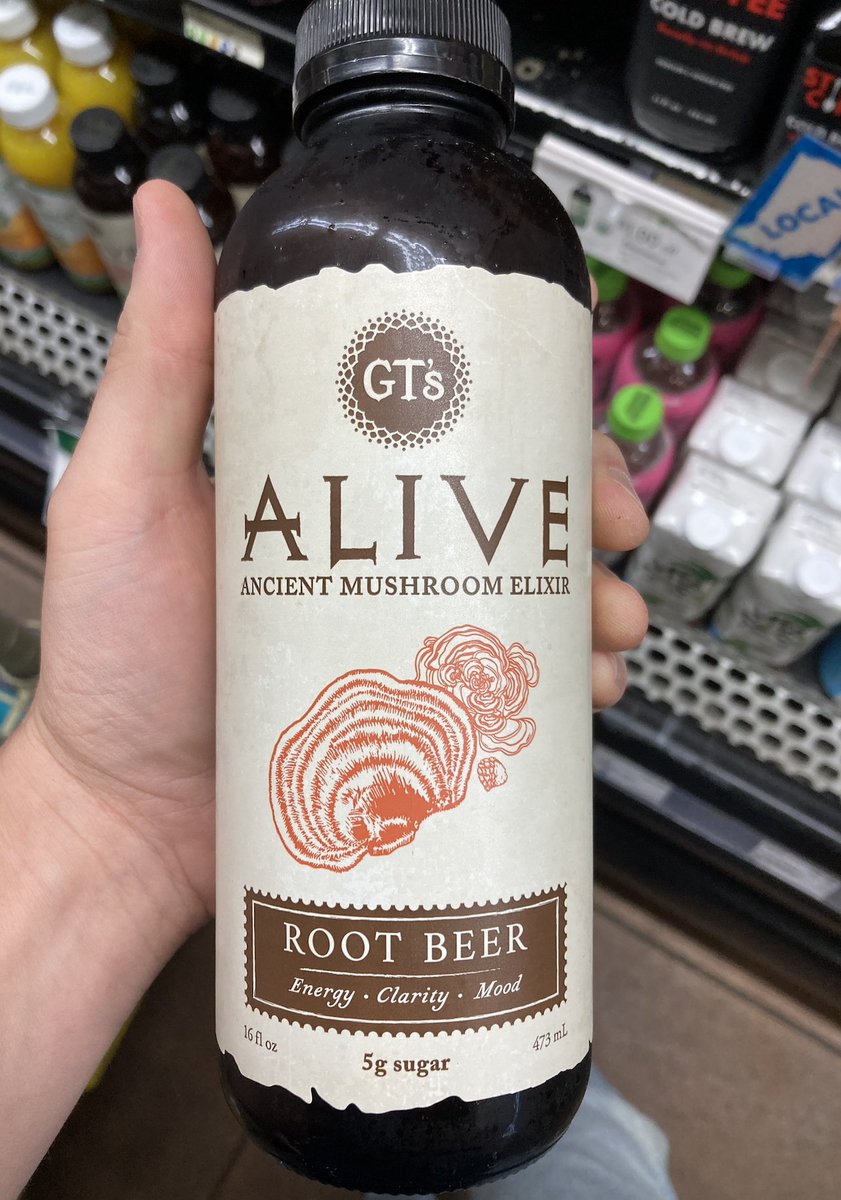 COLD BREW
LOCAL
GT's
ALIVE
ANCIENT MUSHROOM ELIXIR
ROOT BEER
Energy · Clarity · Mood
16 fl oz
473 mL
5g sugar